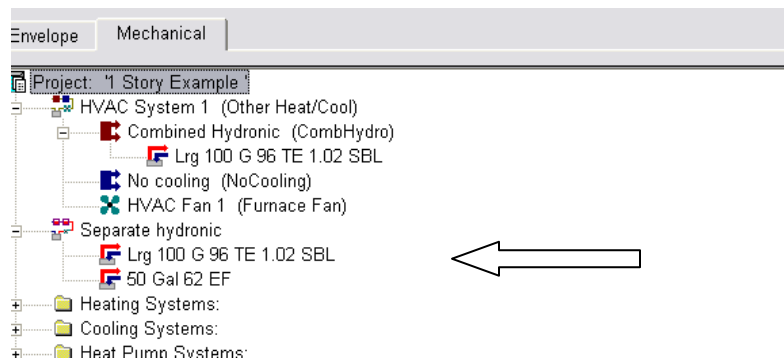 Envelope Mechanical
Project: '1 Story Example '
HVAC System 1 (Other Heat/Cool)
Combined Hydronic (CombHydro)
Lrg 100 G 96 TE 1.02 SBL
No cooling (NoCooling)
HVAC Fan 1 (Furnace Fan)
Separate hydronic
Lrg 100 G 96 TE 1.02 SBL
50 Gal 62 EF
Heating Systems:
Cooling Systems:
Heat Pump Systems: